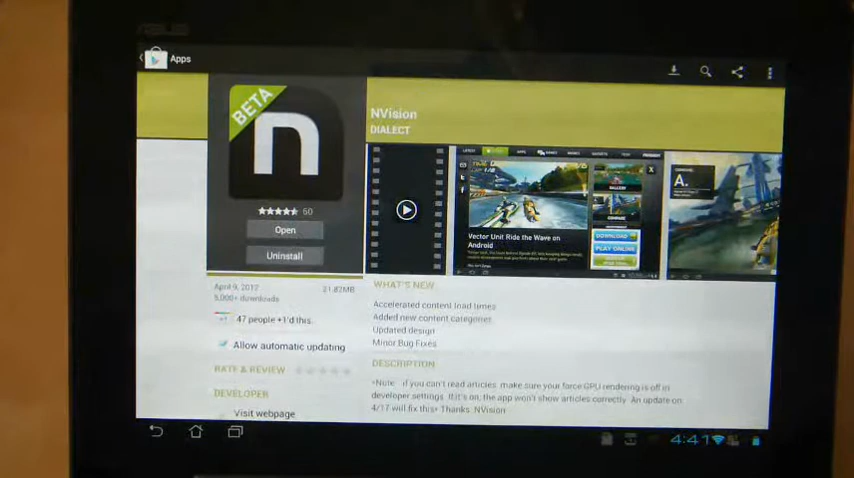 ASUS
Apps
BETA
n
NVision
DIALECT
60
Open
Uninstall
April 9, 2012
21.82MB
5,000+ downloads
47 people +1'd this.
Allow automatic updating
RATE & REVIEW
DEVELOPER
Visit webpage
Vector Unit Ride the Wave on
Android
GALLERY
COMPARE
DOWNLOAD
PLAY ONLINE
X
A.
WHAT'S NEW
Accelerated content load times
Added new content categories
Updated design
Minor Bug Fixes
DESCRIPTION
*Note: if you can't read articles, make sure your force GPU rendering is off in
developer settings. If it's on, the app won't show articles correctly. An update on
4/17 will fix this* Thanks, NVision
4:41